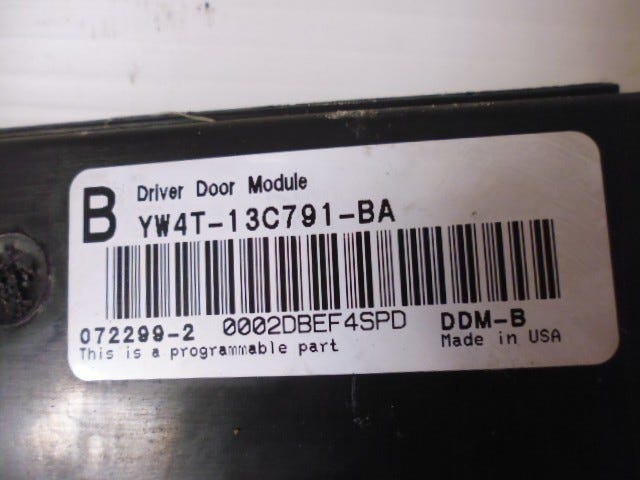 B Driver Door Module
YW4T-13C791-BA
072299-2 0002DBEF4SPD DDM-B
This is a programmable part Made in USA